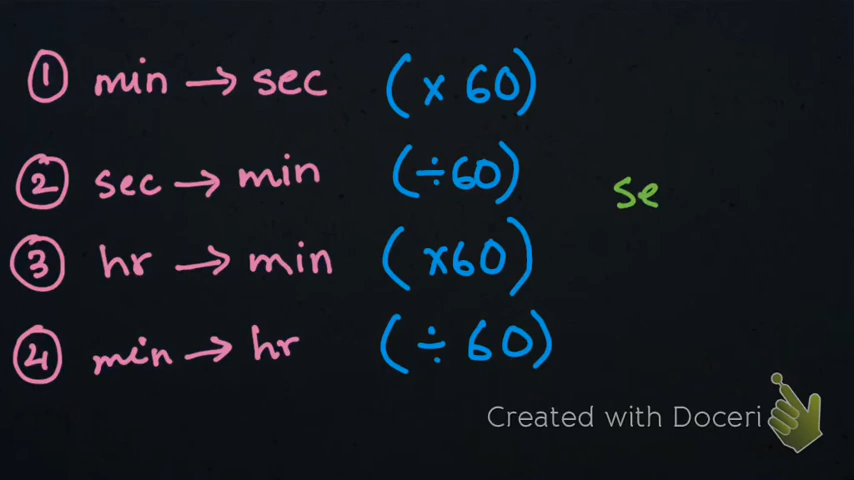 ① min → sec (× 60)
② sec → min (÷60)
se
③ hr → min (×60)
④ min → hr (÷ 60)
Created with Doceri